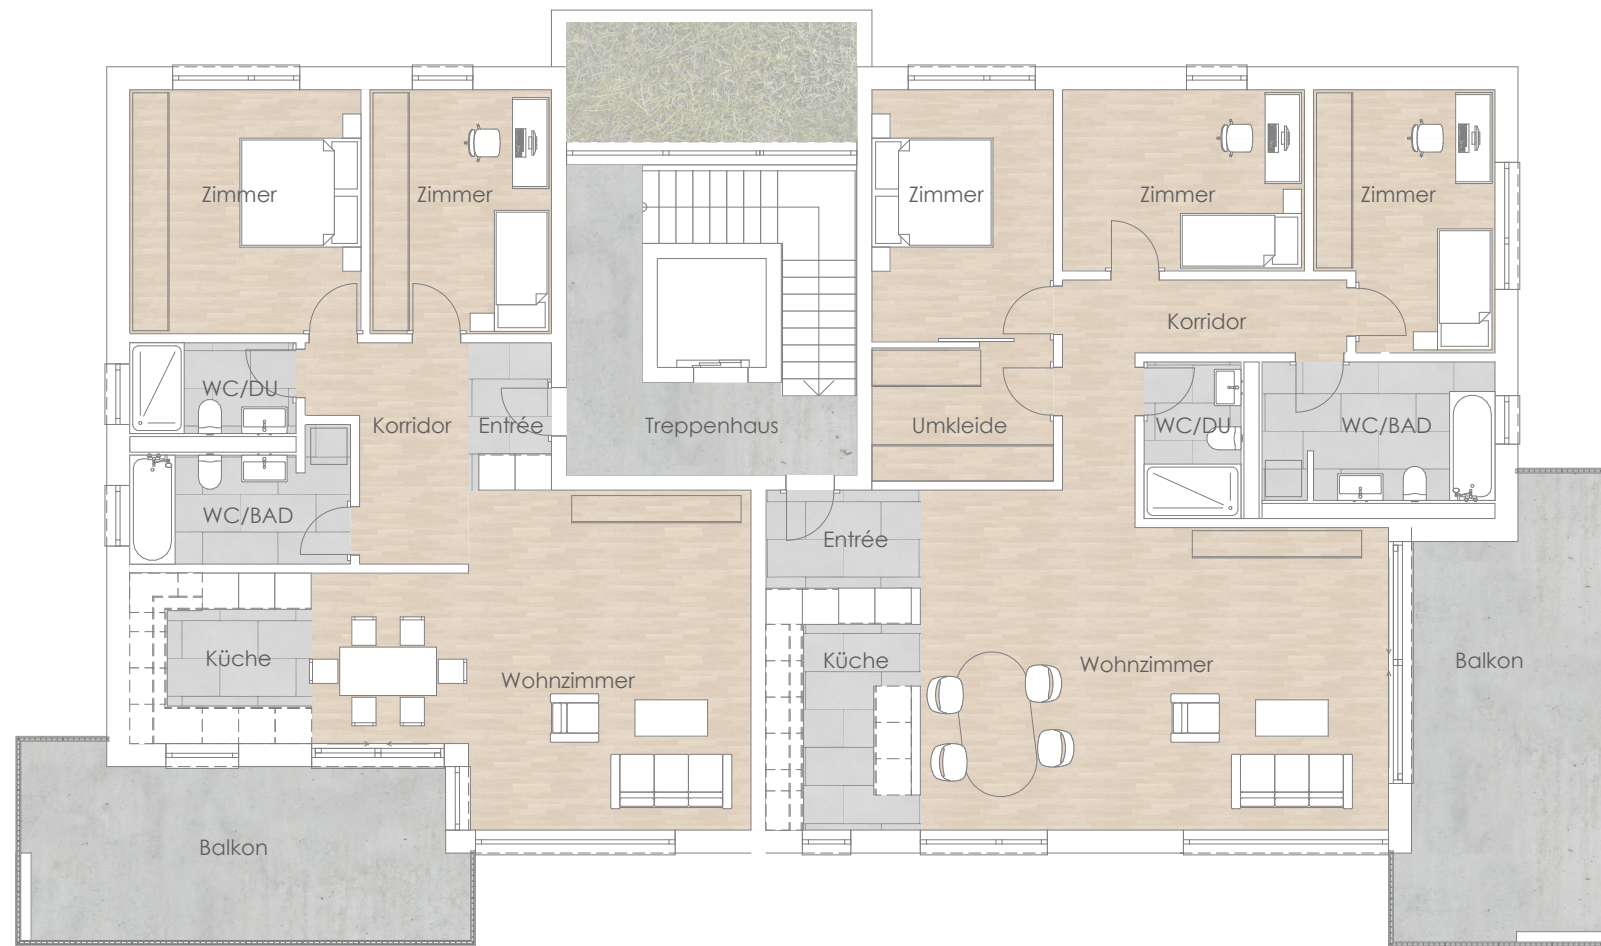 Zimmer
Zimmer
Zimmer
Zimmer
Zimmer
Korridor
WC/DU
Korridor
Entrée
Treppenhaus
Umkleide
WC/DU
WC/BAD
WC/BAD
Entrée
Küche
Wohnzimmer
Küche
Wohnzimmer
Balkon
Balkon